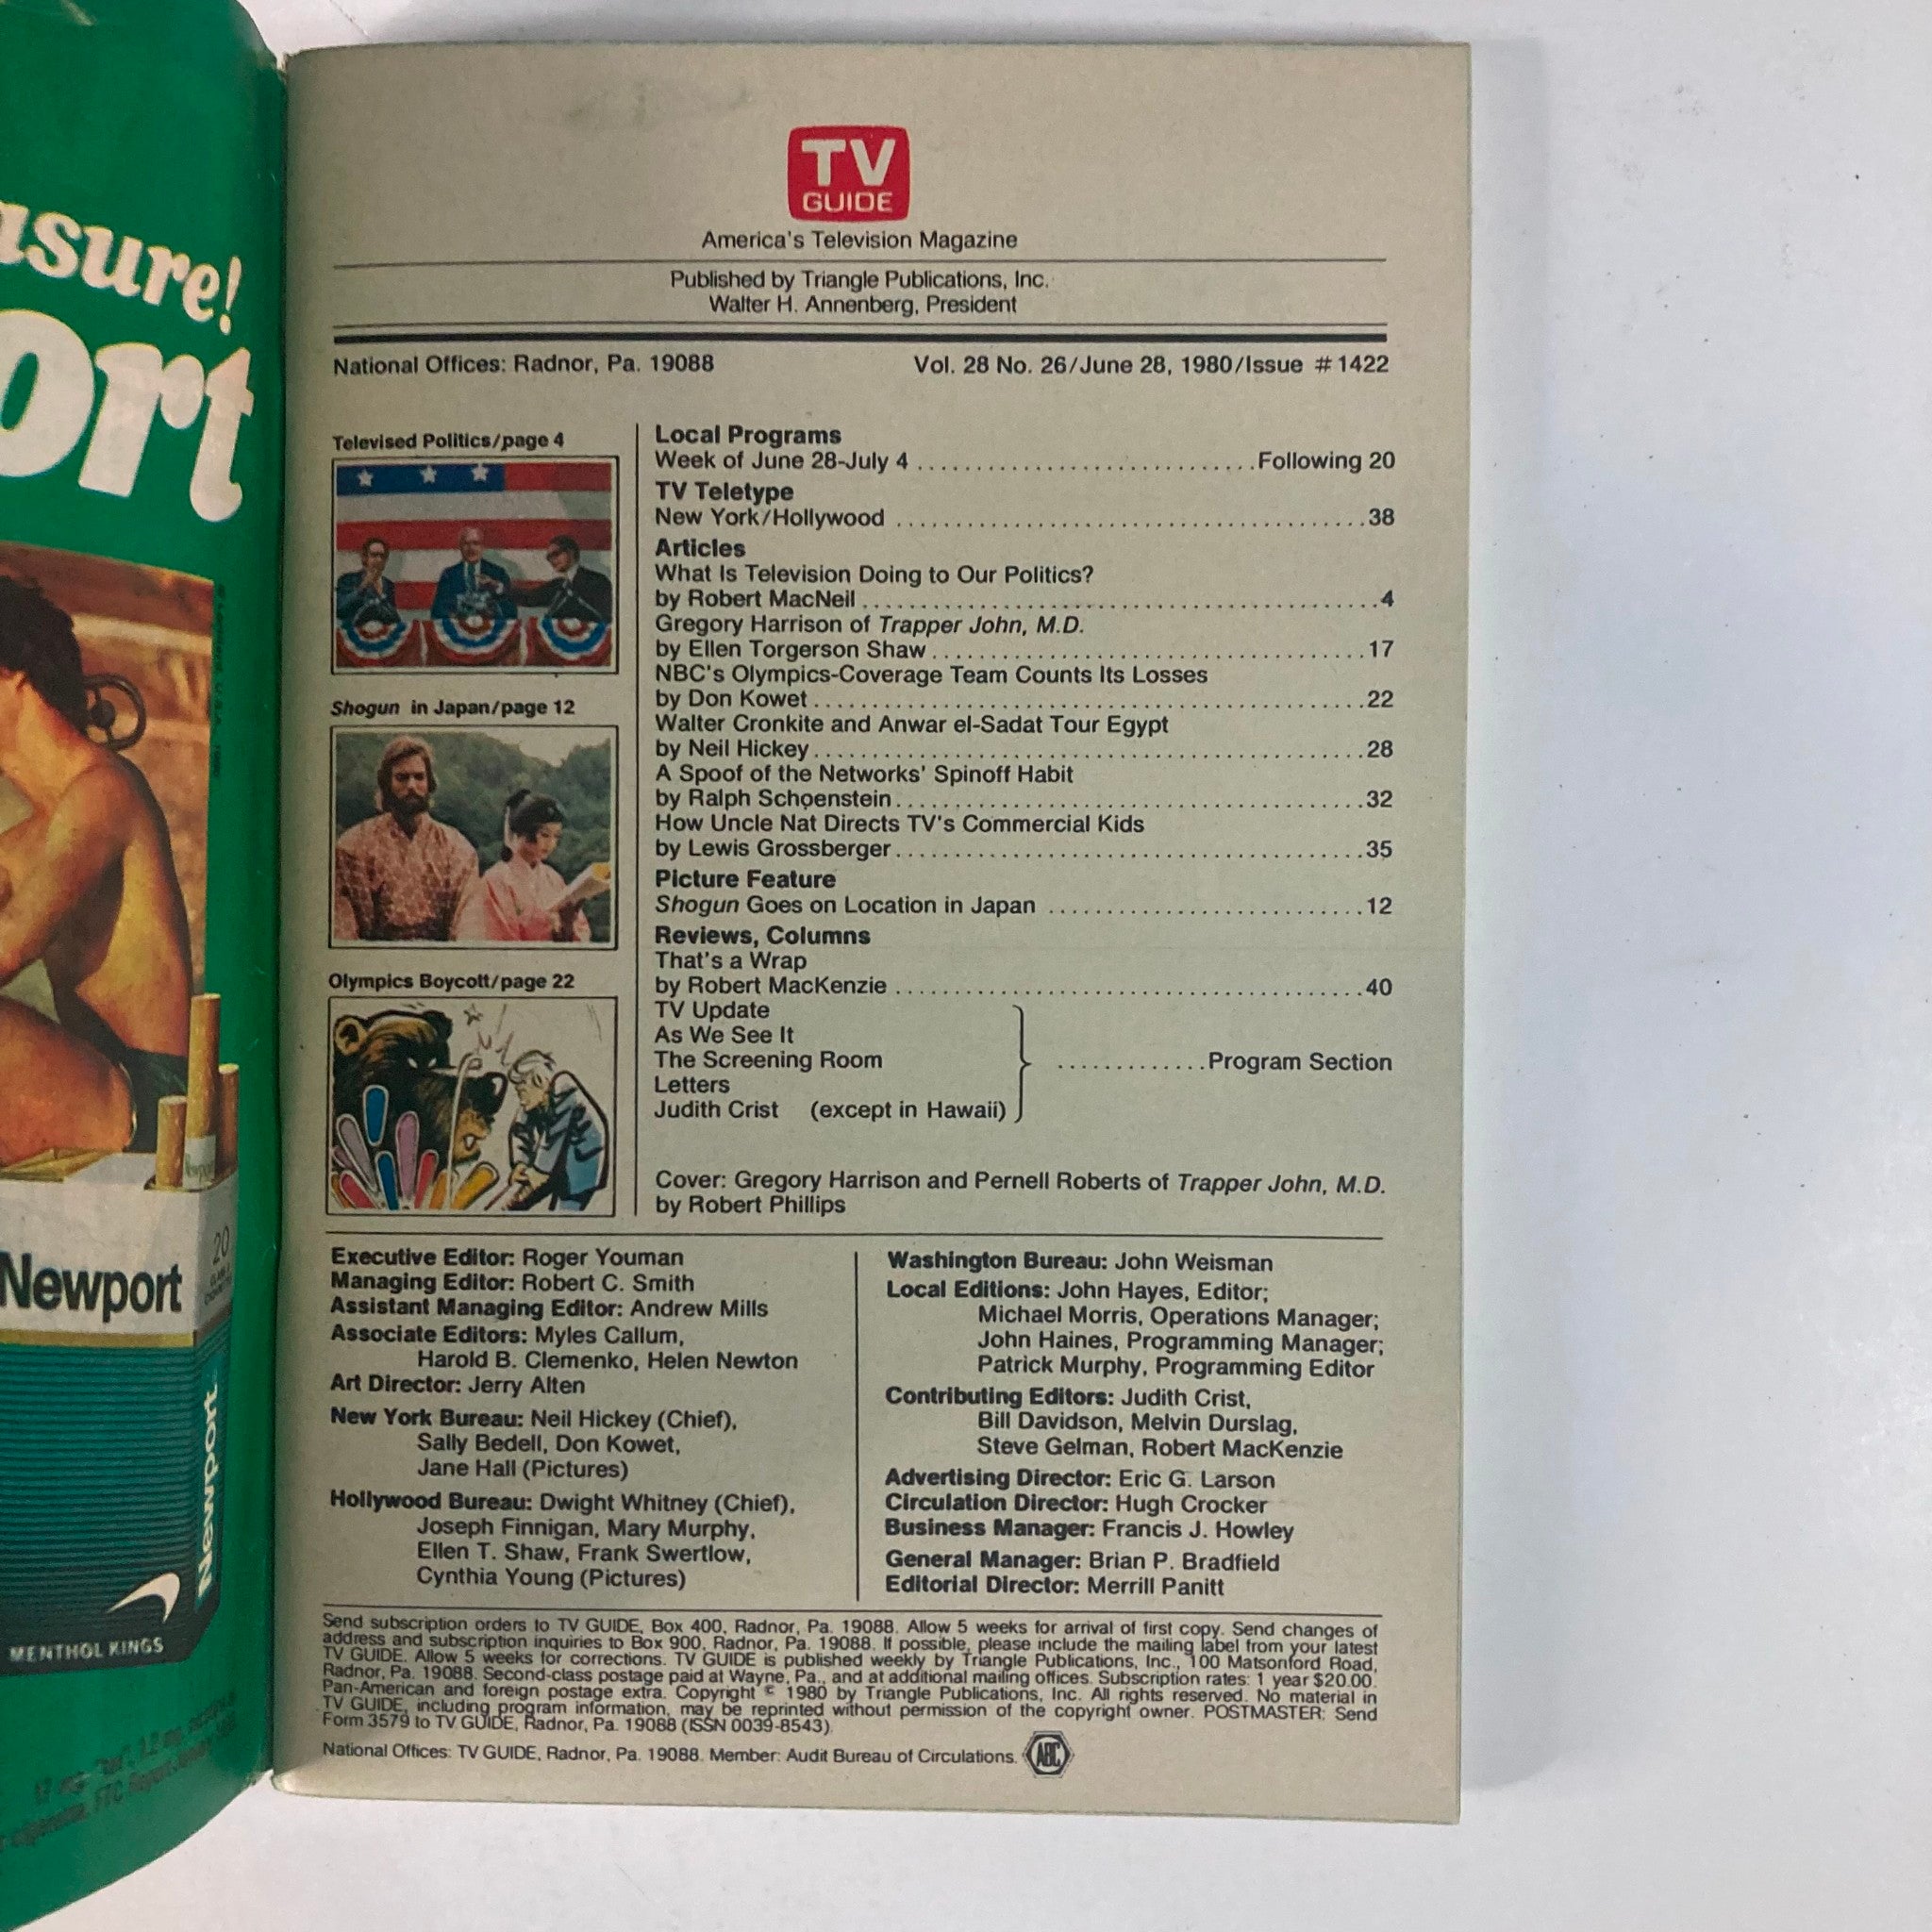 asure!
ort
Newport
20
Newport
Newport
MENTHOL KINGS
TV
GUIDE
America's Television Magazine
Published by Triangle Publications, Inc.
Walter H. Annenberg, President
National Offices: Radnor, Pa. 19088
Vol. 28 No. 26/June 28, 1980/Issue #1422
Televised Politics/page 4
Shogun in Japan/page 12
Olympics Boycott/page 22
Local Programs
Week of June 28-July 4 ............................Following 20
TV Teletype
New York/Hollywood .......................................38
Articles
What Is Television Doing to Our Politics?
by Robert MacNeil ...........................................4
Gregory Harrison of Trapper John, M.D.
by Ellen Torgerson Shaw....................................17
NBC's Olympics-Coverage Team Counts Its Losses
by Don Kowet..............................................22
Walter Cronkite and Anwar el-Sadat Tour Egypt
by Neil Hickey..............................................28
A Spoof of the Networks' Spinoff Habit
by Ralph Schoenstein.......................................32
How Uncle Nat Directs TV's Commercial Kids
by Lewis Grossberger.......................................35
Picture Feature
Shogun Goes on Location in Japan ...........................12
Reviews, Columns
That's a Wrap
by Robert MacKenzie .......................................40
TV Update
As We See It
The Screening Room
Letters
Judith Crist (except in Hawaii)
.............Program Section
Cover: Gregory Harrison and Pernell Roberts of Trapper John, M.D.
by Robert Phillips
Executive Editor: Roger Youman
Managing Editor: Robert C. Smith
Assistant Managing Editor: Andrew Mills
Associate Editors: Myles Callum,
Harold B. Clemenko, Helen Newton
Art Director: Jerry Alten
New York Bureau: Neil Hickey (Chief),
Sally Bedell, Don Kowet,
Jane Hall (Pictures)
Hollywood Bureau: Dwight Whitney (Chief),
Joseph Finnigan, Mary Murphy,
Ellen T. Shaw, Frank Swertlow,
Cynthia Young (Pictures)
Washington Bureau: John Weisman
Local Editions: John Hayes, Editor;
Michael Morris, Operations Manager;
John Haines, Programming Manager;
Patrick Murphy, Programming Editor
Contributing Editors: Judith Crist,
Bill Davidson, Melvin Durslag,
Steve Gelman, Robert MacKenzie
Advertising Director: Eric G. Larson
Circulation Director: Hugh Crocker
Business Manager: Francis J. Howley
General Manager: Brian P. Bradfield
Editorial Director: Merrill Panitt
Send subscription orders to TV GUIDE, Box 400, Radnor, Pa. 19088. Allow 5 weeks for arrival of first copy. Send changes of
address and subscription inquiries to Box 900, Radnor, Pa. 19088. If possible, please include the mailing label from your latest
TV GUIDE. Allow 5 weeks for corrections. TV GUIDE is published weekly by Triangle Publications, Inc., 100 Matsonford Road,
Radnor, Pa. 19088. Second-class postage paid at Wayne, Pa., and at additional mailing offices. Subscription rates: 1 year $20.00.
Pan-American and foreign postage extra. Copyright © 1980 by Triangle Publications, Inc. All rights reserved. No material in
TV GUIDE, including program information, may be reprinted without permission of the copyright owner. POSTMASTER: Send
Form 3579 to TV GUIDE, Radnor, Pa. 19088 (ISSN 0039-8543).
National Offices: TV GUIDE, Radnor, Pa. 19088. Member: Audit Bureau of Circulations.
ABC